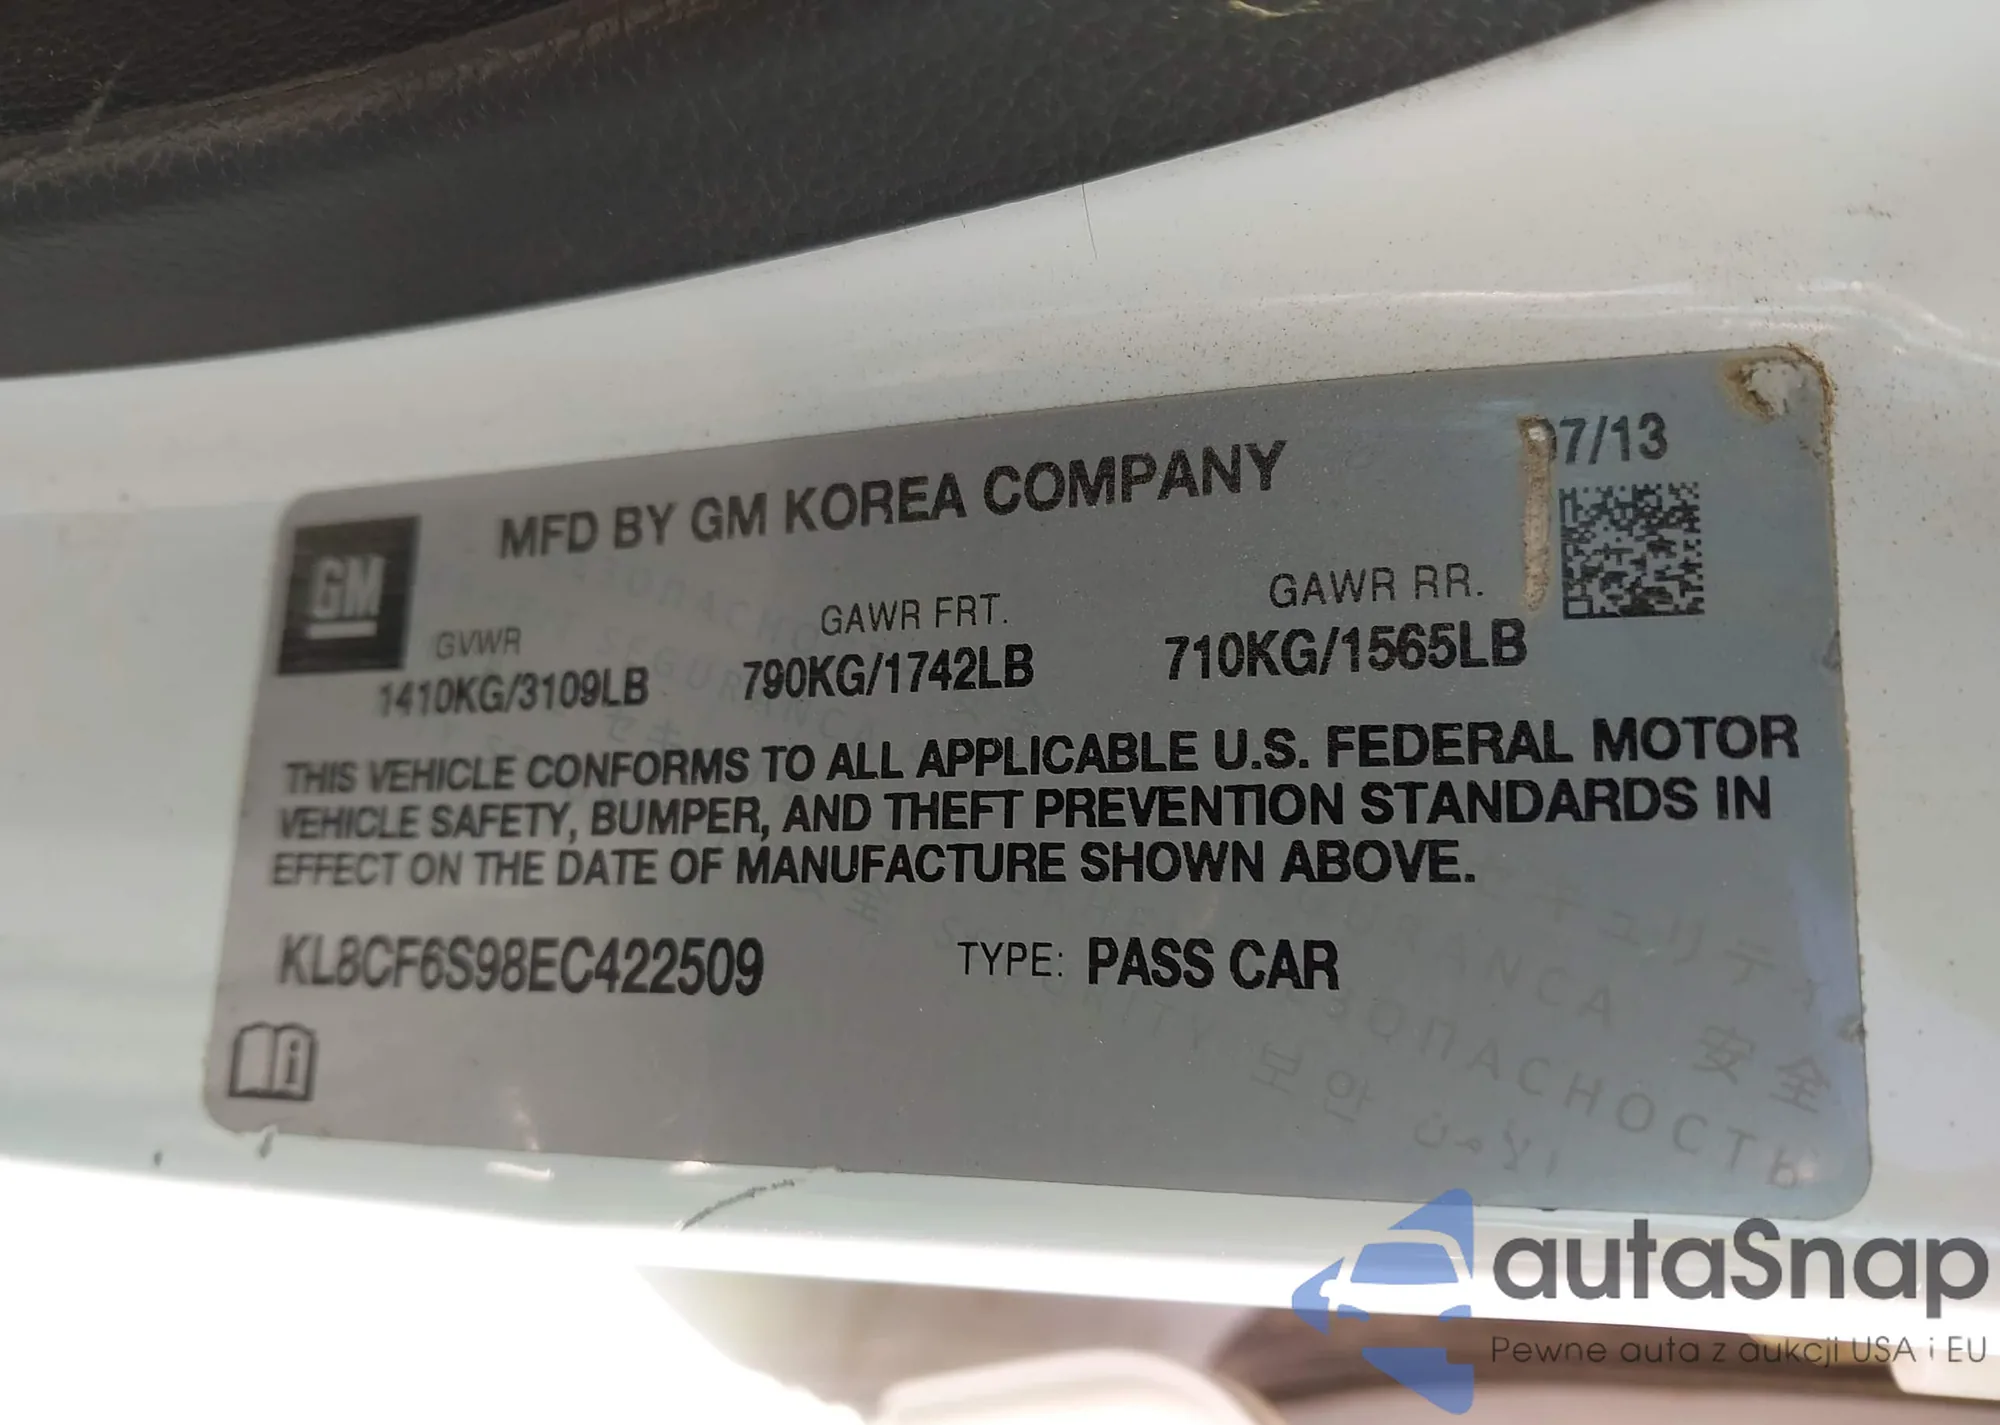 07/13
MFD BY GM KOREA COMPANY
GM
GVWR
GAWR FRT.
GAWR RR.
1410KG/3109LB
790KG/1742LB
710KG/1565LB
THIS VEHICLE CONFORMS TO ALL APPLICABLE U.S. FEDERAL MOTOR
VEHICLE SAFETY, BUMPER, AND THEFT PREVENTION STANDARDS IN
EFFECT ON THE DATE OF MANUFACTURE SHOWN ABOVE.
KL8CF6S98EC422509
TYPE: PASS CAR
autaSnap
Pewne auta z aukcji USA i EU